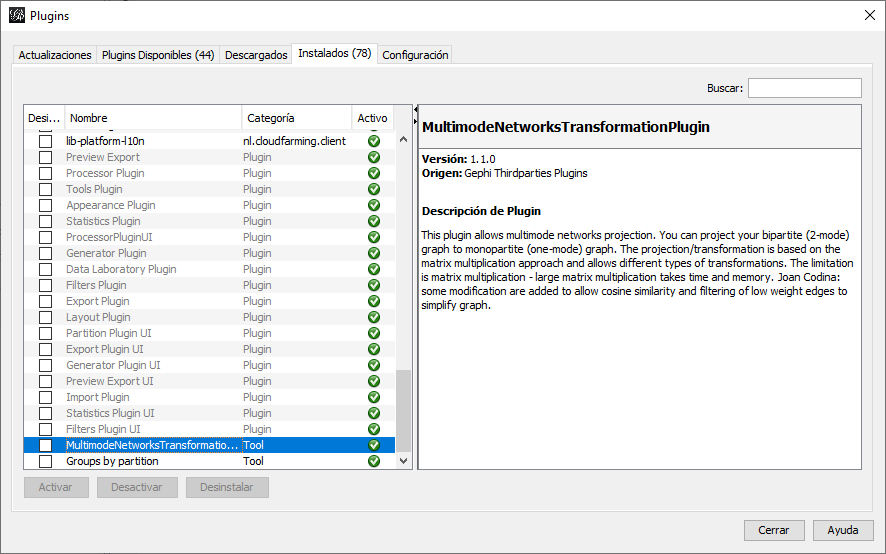 Plugins
Actualizaciones Plugins Disponibles (44) Descargados Instalados (78) Configuración
Buscar:
Desi... Nombre Categoría Activo
lib-platform-l10n nl.cloudfarming.client
Preview Export Plugin
Processor Plugin Plugin
Tools Plugin Plugin
Appearance Plugin Plugin
Statistics Plugin Plugin
ProcessorPluginUI Plugin
Generator Plugin Plugin
Data Laboratory Plugin Plugin
Filters Plugin Plugin
Export Plugin Plugin
Layout Plugin Plugin
Partition Plugin UI Plugin
Export Plugin UI Plugin
Generator Plugin UI Plugin
Preview Export UI Plugin
Import Plugin Plugin
Statistics Plugin UI Plugin
Filters Plugin UI Plugin
MultimodeNetworksTransformatio... Tool
Groups by partition Tool
MultimodeNetworksTransformationPlugin
Versión: 1.1.0
Origen: Gephi Thirdparties Plugins
Descripción de Plugin
This plugin allows multimode networks projection. You can project your bipartite (2-mode)
graph to monopartite (one-mode) graph. The projection/transformation is based on the
matrix multiplication approach and allows different types of transformations. The limitation
is matrix multiplication - large matrix multiplication takes time and memory. Joan Codina:
some modification are added to allow cosine similarity and filtering of low weight edges to
simplify graph.
Activar Desactivar Desinstalar
Cerrar Ayuda